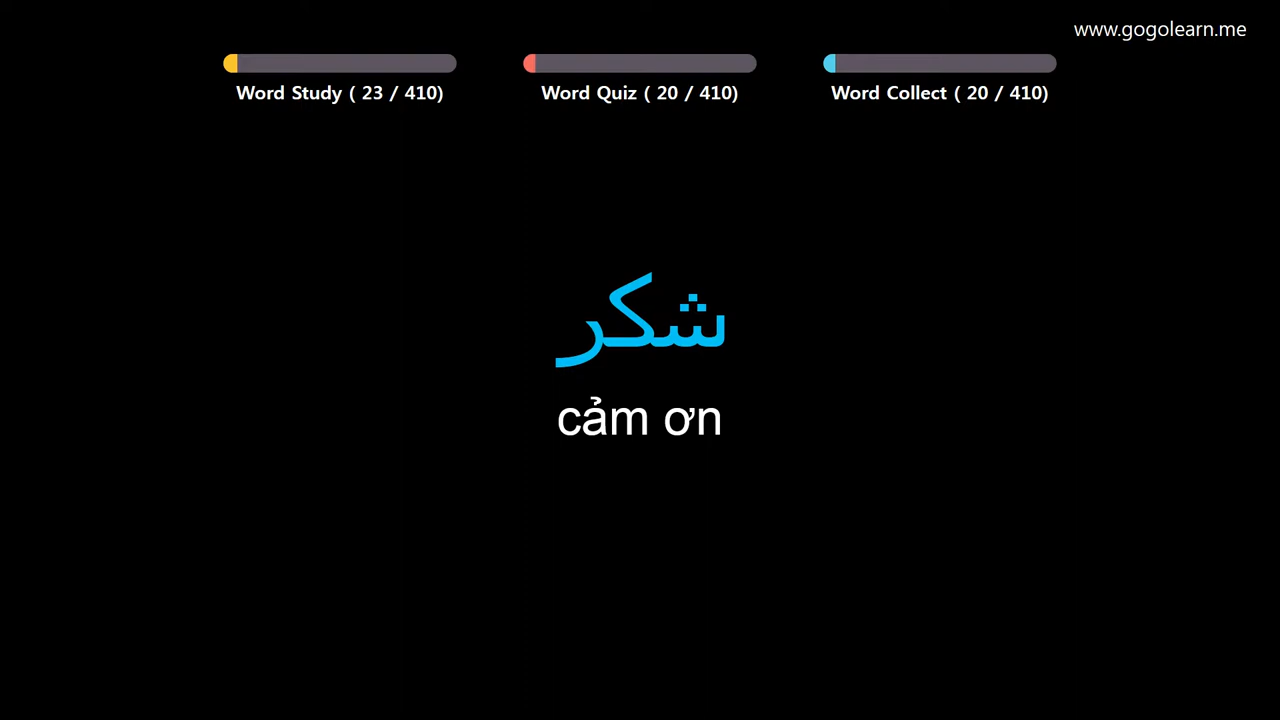 www.gogolearn.me
Word Study ( 23 / 410)
Word Quiz ( 20 / 410)
Word Collect ( 20 / 410)
شكر
cảm ơn